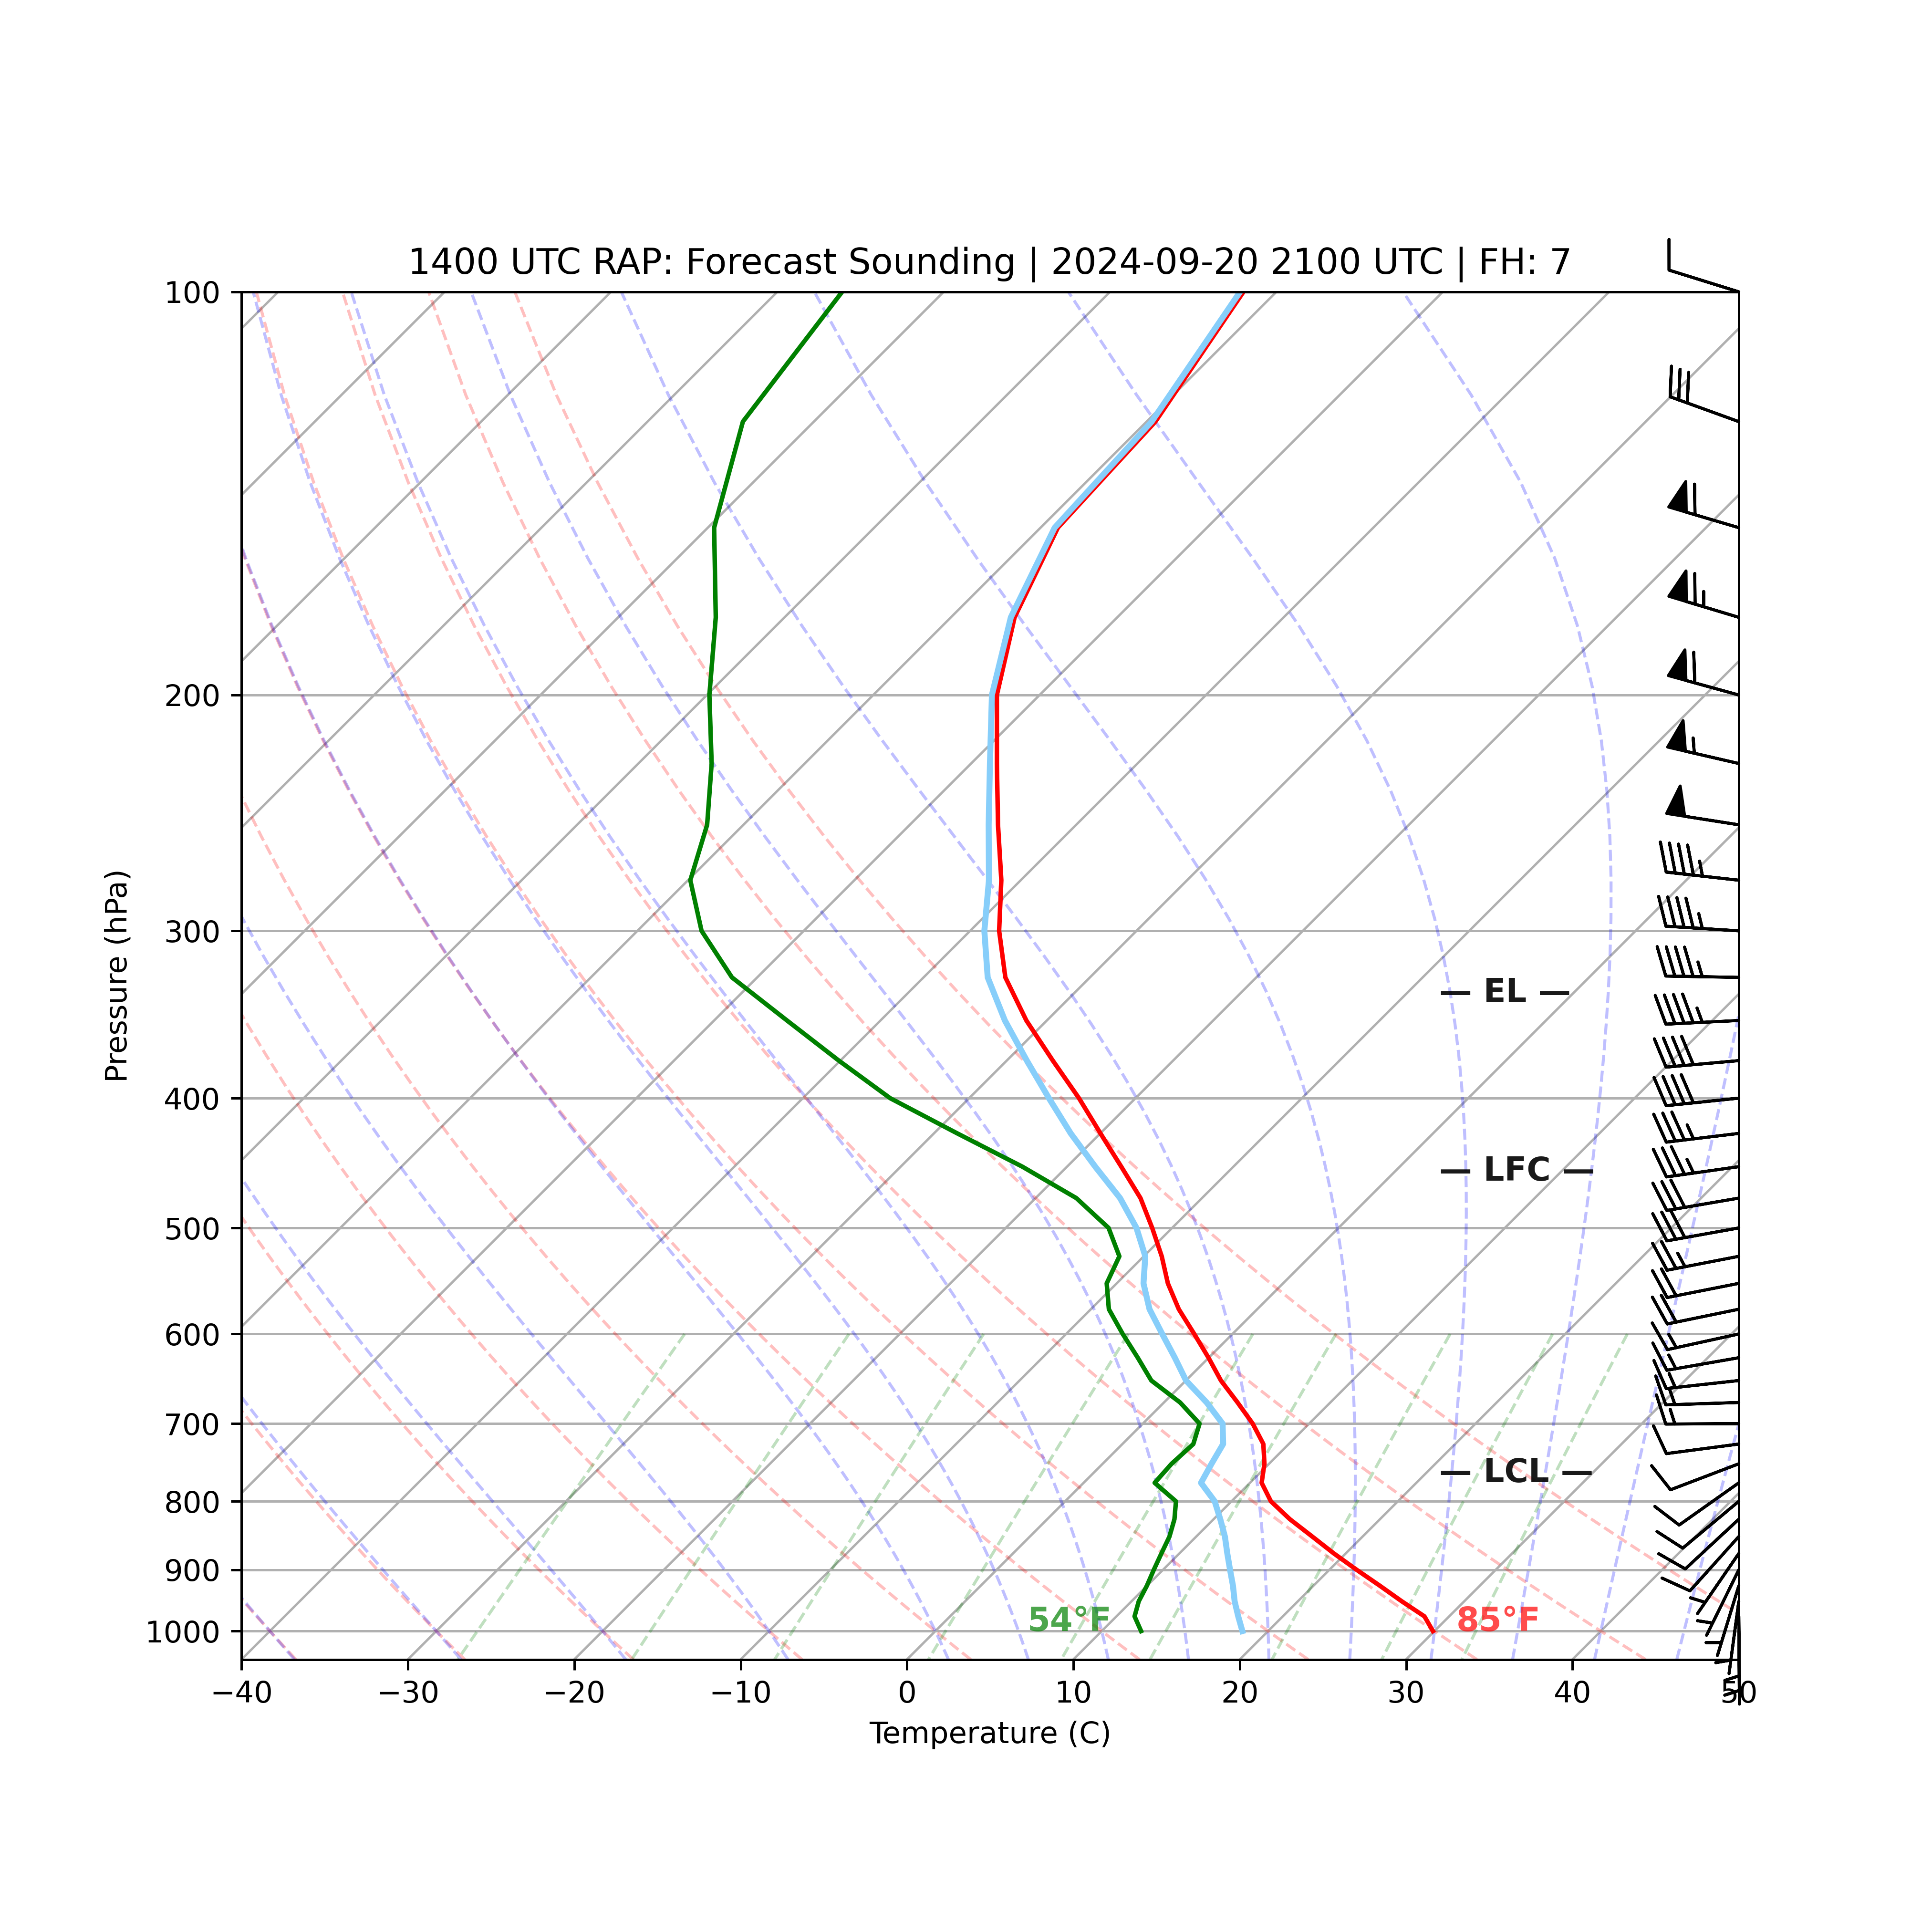 1400 UTC RAP: Forecast Sounding | 2024-09-20 2100 UTC | FH: 7
100
200
300
— EL —
400
— LFC —
500
600
700
— LCL —
800
900
54°F 85°F
1000
−40 −30 −20 −10 0 10 20 30 40 50
Temperature (C)
Pressure (hPa)